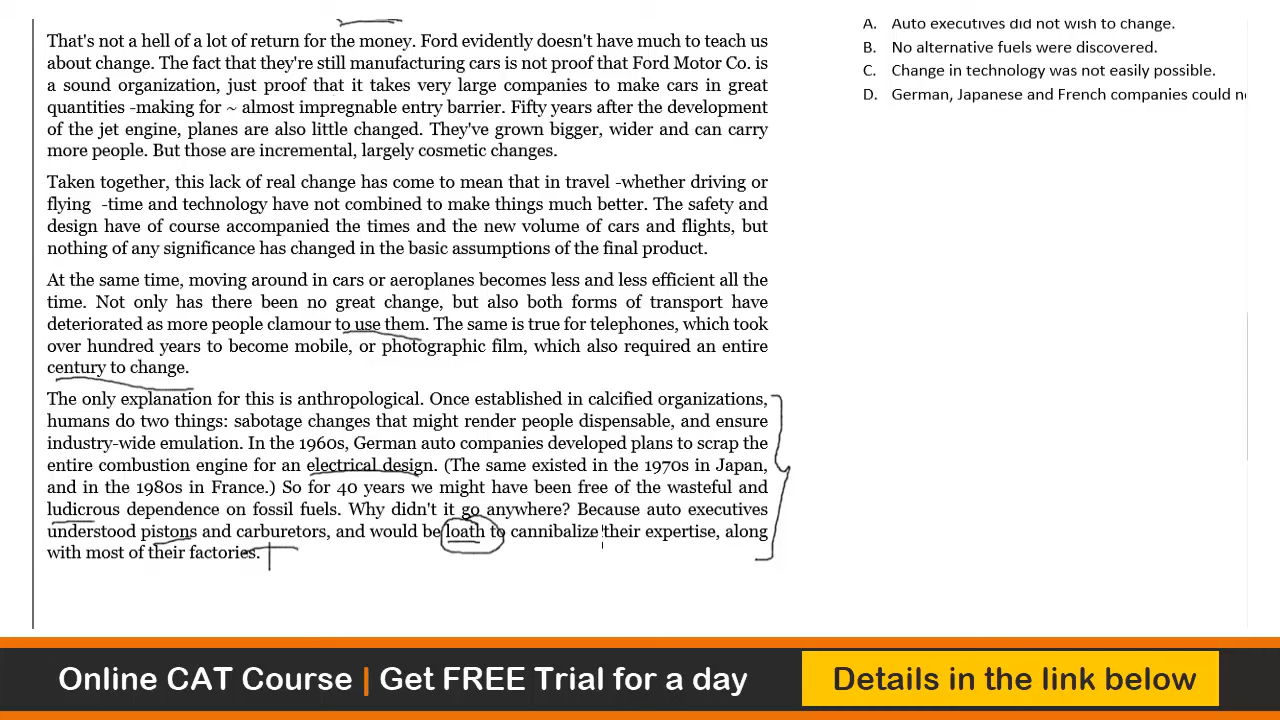 That's not a hell of a lot of return for the money. Ford evidently doesn't have much to teach us
about change. The fact that they're still manufacturing cars is not proof that Ford Motor Co. is
a sound organization, just proof that it takes very large companies to make cars in great
quantities -making for ~ almost impregnable entry barrier. Fifty years after the development
of the jet engine, planes are also little changed. They've grown bigger, wider and can carry
more people. But those are incremental, largely cosmetic changes.
Taken together, this lack of real change has come to mean that in travel -whether driving or
flying -time and technology have not combined to make things much better. The safety and
design have of course accompanied the times and the new volume of cars and flights, but
nothing of any significance has changed in the basic assumptions of the final product.
At the same time, moving around in cars or aeroplanes becomes less and less efficient all the
time. Not only has there been no great change, but also both forms of transport have
deteriorated as more people clamour to use them. The same is true for telephones, which took
over hundred years to become mobile, or photographic film, which also required an entire
century to change.
The only explanation for this is anthropological. Once established in calcified organizations,
humans do two things: sabotage changes that might render people dispensable, and ensure
industry-wide emulation. In the 1960s, German auto companies developed plans to scrap the
entire combustion engine for an electrical design. (The same existed in the 1970s in Japan,
and in the 1980s in France.) So for 40 years we might have been free of the wasteful and
ludicrous dependence on fossil fuels. Why didn't it go anywhere? Because auto executives
understood pistons and carburetors, and would be loath to cannibalize their expertise, along
with most of their factories.
A. Auto executives did not wish to change.
B. No alternative fuels were discovered.
C. Change in technology was not easily possible.
D. German, Japanese and French companies could
Online CAT Course | Get FREE Trial for a day
Details in the link below